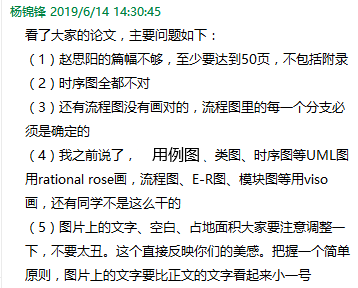 杨锦锋 2019/6/14 14:30:45
看了大家的论文，主要问题如下：
（1）赵思阳的篇幅不够，至少要达到50页，不包括附录
（2）时序图全都不对
（3）还有流程图没有画对的，流程图里的每一个分支必
须是确定的
（4）我之前说了， 用例图、类图、时序图等UML图
用rational rose画，流程图、E-R图、模块图等用viso
画，还有同学不是这么干的
（5）图片上的文字、空白、占地面积大家要注意调整一
下，不要太丑。这个直接反映你们的美感。把握一个简单
原则，图片上的文字要比正文的文字看起来小一号